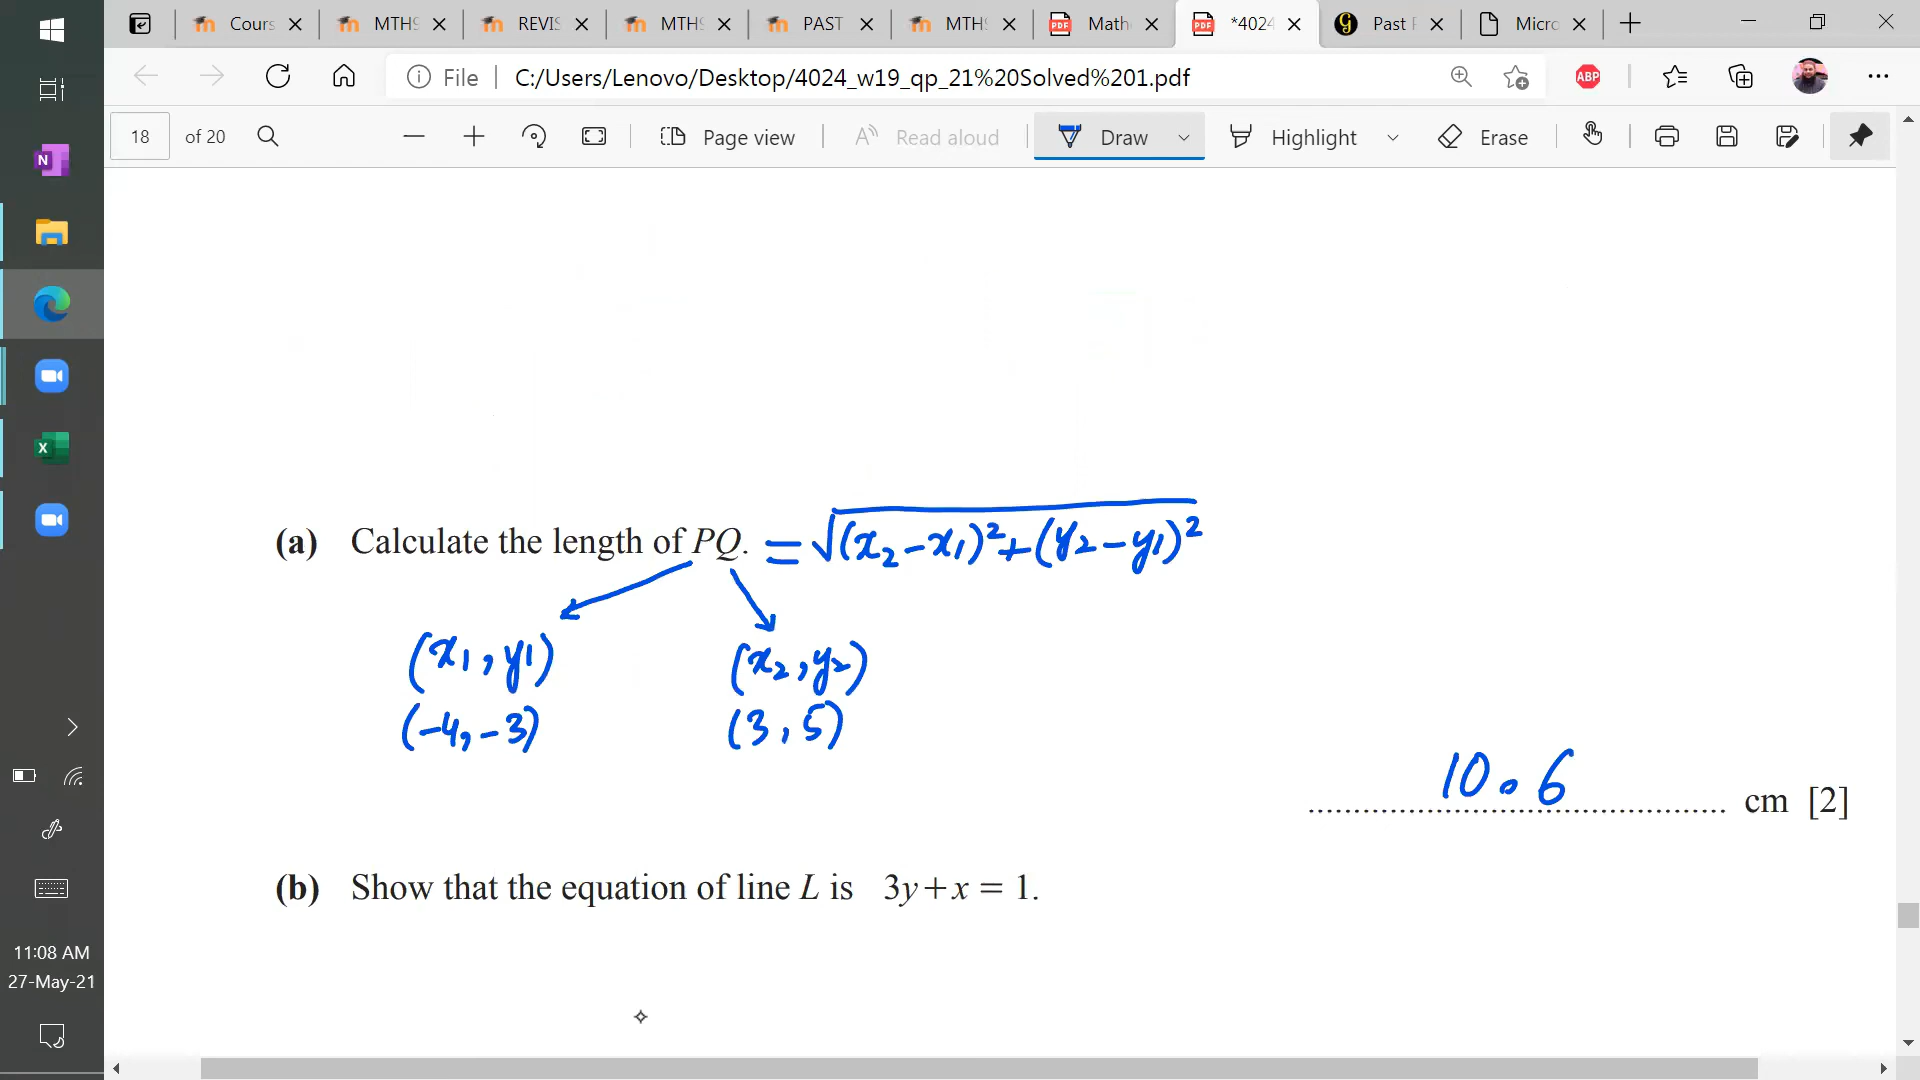 Cours MTHS MTHS REVIS MTHS PAST MTHS Math *4024 Past F Micro
File C:/Users/Lenovo/Desktop/4024_w19_qp_21%20Solved%201.pdf ABP
18 of 20 Page view Read aloud Draw Highlight Erase
(a) Calculate the length of PQ. = √(x₂-x₁)²+(y₂-y₁)²
(x₁, y₁) (x₂, y₂)
(-4, -3) (3, 5)
10.6
cm [2]
(b) Show that the equation of line L is 3y+x = 1.
11:08 AM
27-May-21